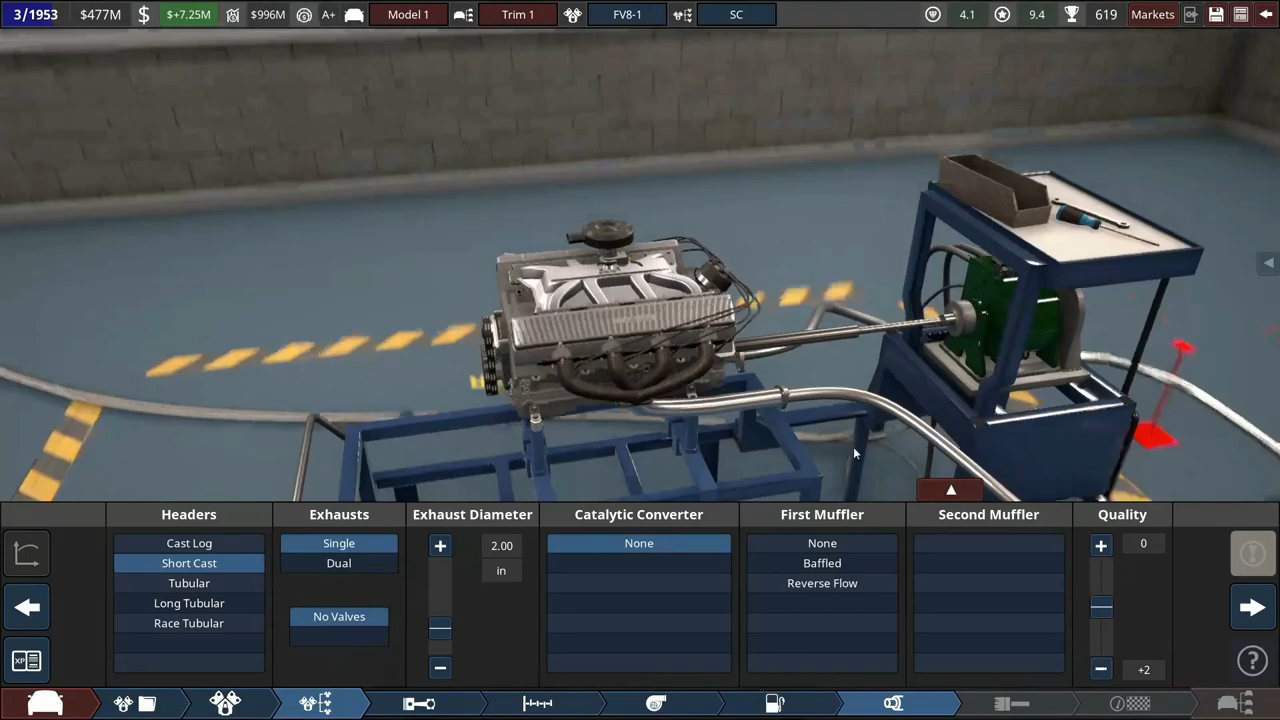 3/1953 $477M $ $+7.25M $996M A+ Model 1 Trim 1 FV8-1 SC 4.1 9.4 619 Markets
Headers Exhausts Exhaust Diameter Catalytic Converter First Muffler Second Muffler Quality
Cast Log Single + 2.00 None None + 0
Short Cast Dual in Baffled
Tubular Reverse Flow
Long Tubular No Valves
Race Tubular
XP − − +2 ?